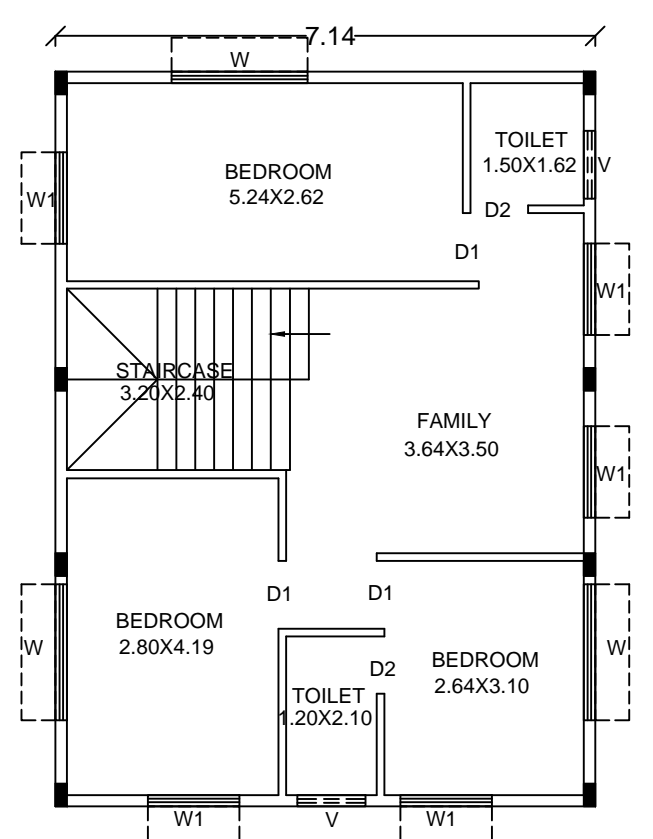 7.14
W
TOILET
1.50X1.62
V
BEDROOM
5.24X2.62
W1
D2
D1
W1
STAIRCASE
3.20X2.40
FAMILY
3.64X3.50
W1
D1
D1
BEDROOM
2.80X4.19
W
W
BEDROOM
2.64X3.10
D2
TOILET
1.20X2.10
W1
V
W1